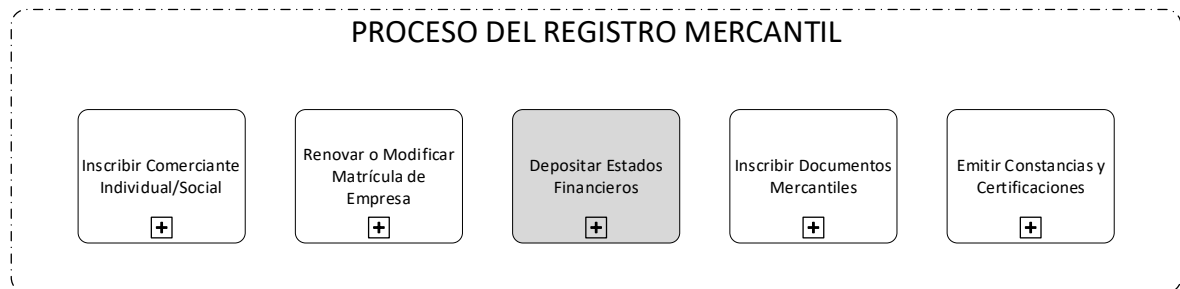 PROCESO DEL REGISTRO MERCANTIL
Inscribir Comerciante
Individual/Social
Renovar o Modificar
Matrícula de
Empresa
Depositar Estados
Financieros
Inscribir Documentos
Mercantiles
Emitir Constancias y
Certificaciones